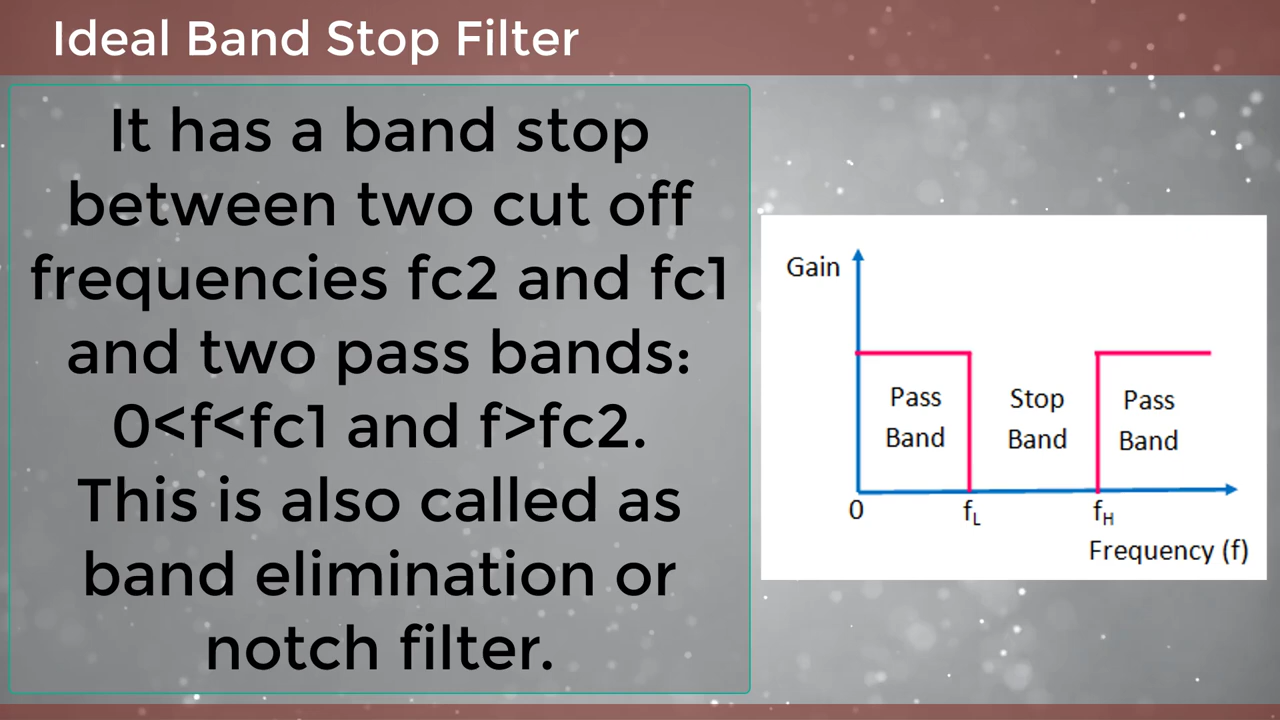 Ideal Band Stop Filter
It has a band stop
between two cut off
frequencies fc2 and fc1
and two pass bands:
0<f<fc1 and f>fc2.
This is also called as
band elimination or
notch filter.
Gain
Pass Band
Stop Band
Pass Band
0
fL
fH
Frequency (f)